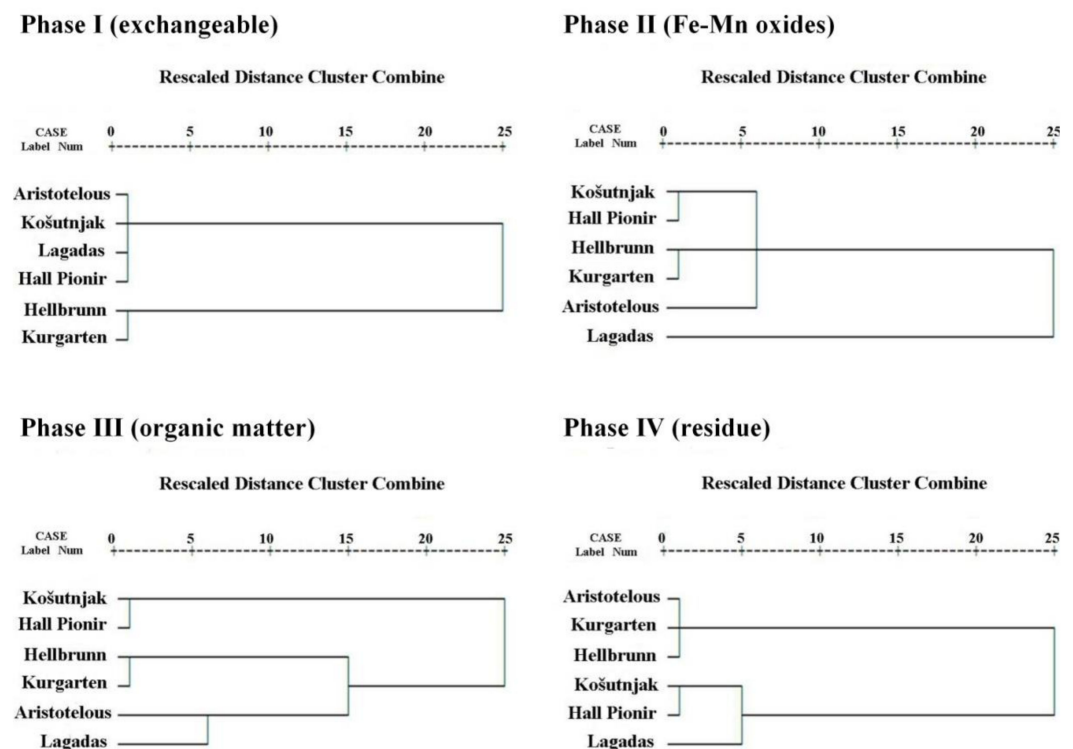 Phase I (exchangeable)
Rescaled Distance Cluster Combine
CASE 0 5 10 15 20 25
Label Num
Aristotelous
Košutnjak
Lagadas
Hall Pionir
Hellbrunn
Kurgarten
Phase II (Fe-Mn oxides)
Rescaled Distance Cluster Combine
CASE 0 5 10 15 20 25
Label Num
Košutnjak
Hall Pionir
Hellbrunn
Kurgarten
Aristotelous
Lagadas
Phase III (organic matter)
Rescaled Distance Cluster Combine
CASE 0 5 10 15 20 25
Label Num
Košutnjak
Hall Pionir
Hellbrunn
Kurgarten
Aristotelous
Lagadas
Phase IV (residue)
Rescaled Distance Cluster Combine
CASE 0 5 10 15 20 25
Label Num
Aristotelous
Kurgarten
Hellbrunn
Košutnjak
Hall Pionir
Lagadas